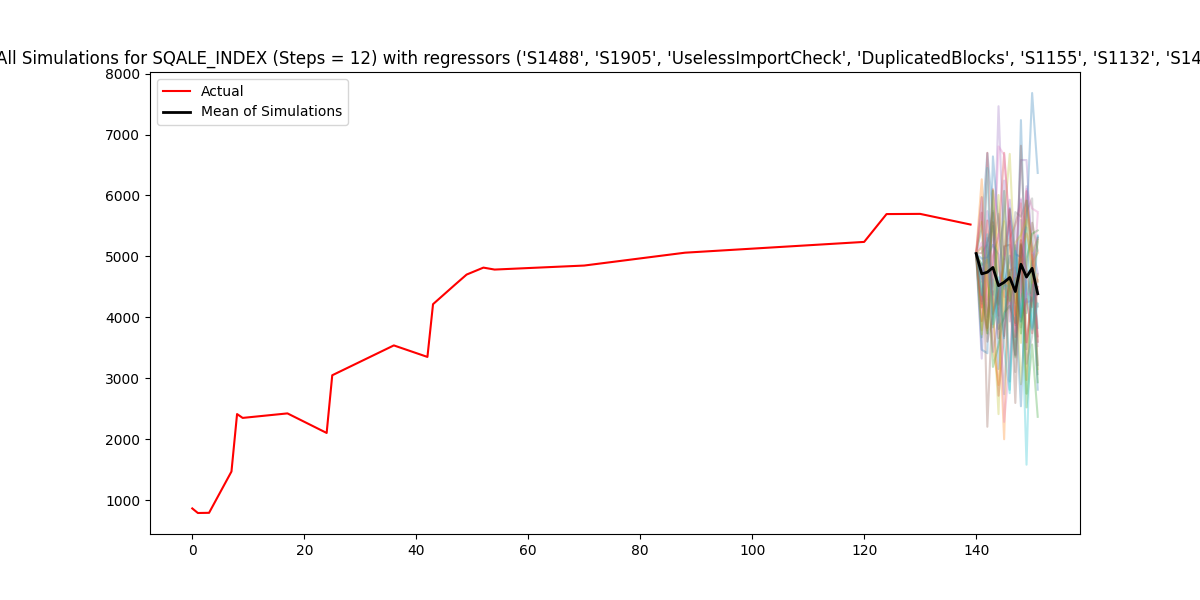 All Simulations for SQALE_INDEX (Steps = 12) with regressors ('S1488', 'S1905', 'UselessImportCheck', 'DuplicatedBlocks', 'S1155', 'S1132', 'S14
Actual
Mean of Simulations
8000
7000
6000
5000
4000
3000
2000
1000
0 20 40 60 80 100 120 140